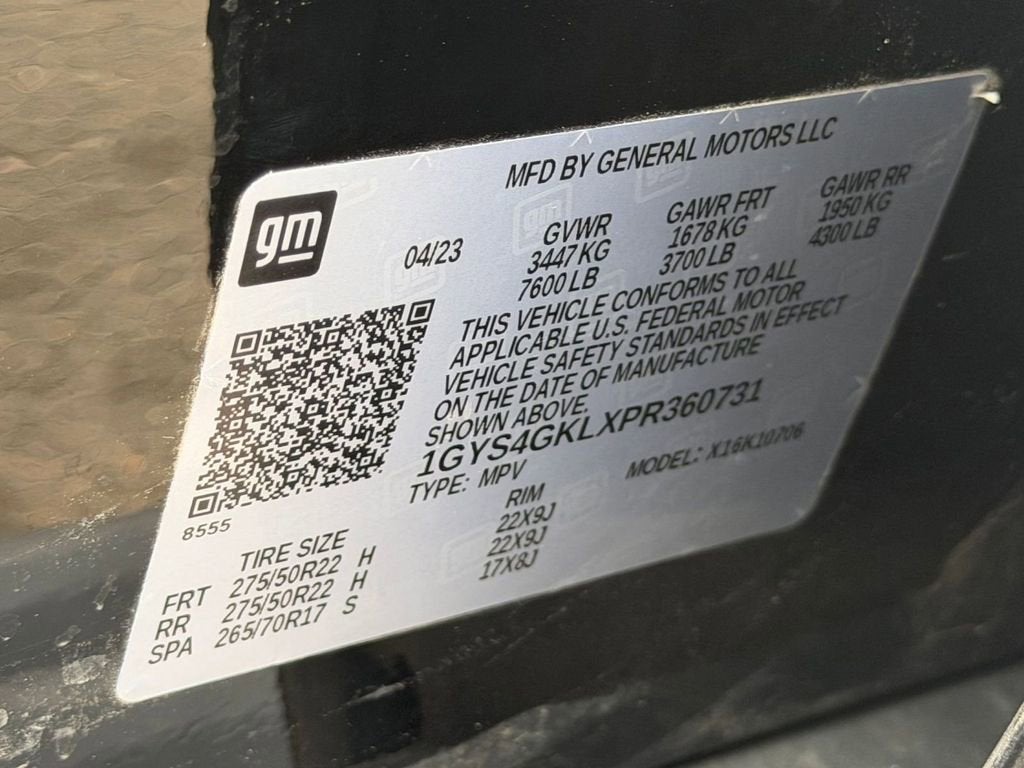 MFD BY GENERAL MOTORS LLC
gm
04/23
GVWR
3447 KG
7600 LB
GAWR FRT
1678 KG
3700 LB
GAWR RR
1950 KG
4300 LB
THIS VEHICLE CONFORMS TO ALL
APPLICABLE U.S. FEDERAL MOTOR
VEHICLE SAFETY STANDARDS IN EFFECT
ON THE DATE OF MANUFACTURE
SHOWN ABOVE.
1GYS4GKLXPR360731
TYPE: MPV
MODEL: X16K10706
8555
TIRE SIZE RIM
FRT 275/50R22 H 22X9J
RR 275/50R22 H 22X9J
SPA 265/70R17 S 17X8J